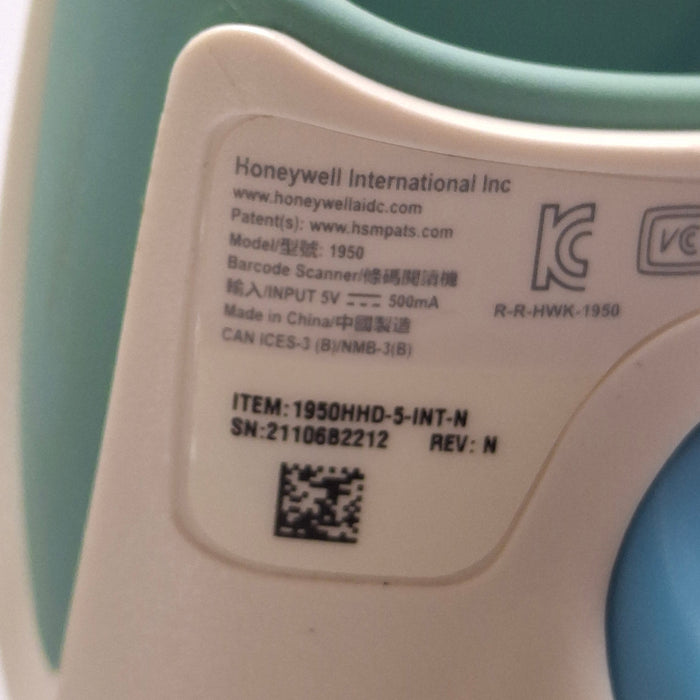 Honeywell International Inc
www.honeywellaidc.com
Patent(s): www.hsmpats.com
Model/型號: 1950
Barcode Scanner/條碼閱讀機
輸入/INPUT 5V 500mA
Made in China/中國製造
CAN ICES-3 (B)/NMB-3(B)
KC
R-R-HWK-1950
VC
ITEM: 1950HHD-5-INT-N
SN:21106B2212 REV: N